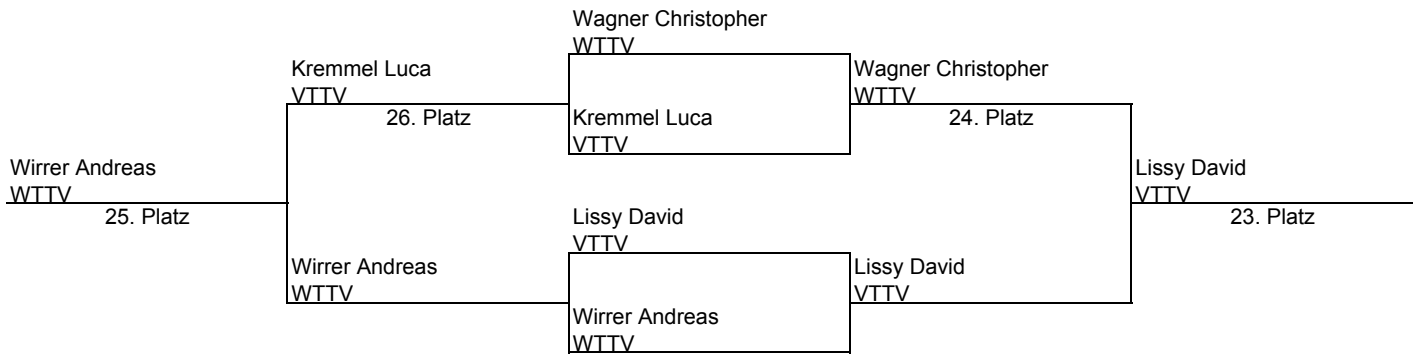 Wagner Christopher
WTTV
Kremmel Luca
VTTV
26. Platz
Wagner Christopher
WTTV
24. Platz
Kremmel Luca
VTTV
Wirrer Andreas
WTTV
25. Platz
Lissy David
VTTV
23. Platz
Lissy David
VTTV
Wirrer Andreas
WTTV
Lissy David
VTTV
Wirrer Andreas
WTTV